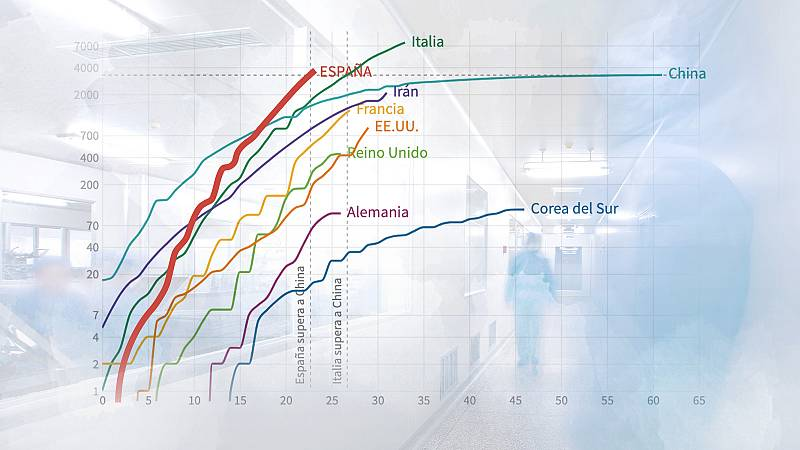 7000
4000
2000
700
400
200
70
40
20
7
4
2
1
Italia
ESPAÑA
China
Irán
Francia
EE.UU.
Reino Unido
Alemania
Corea del Sur
España supera a China
Italia supera a China
0 5 10 15 20 25 30 35 40 45 50 55 60 65